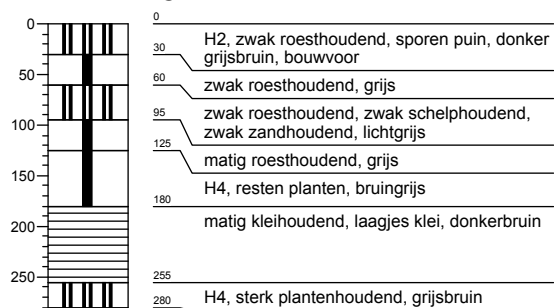 0
0
H2, zwak roesthoudend, sporen puin, donker
grijsbruin, bouwvoor
30
50
60
zwak roesthoudend, grijs
95
zwak roesthoudend, zwak schelphoudend,
zwak zandhoudend, lichtgrijs
100
125
matig roesthoudend, grijs
150
H4, resten planten, bruingrijs
180
200
matig kleihoudend, laagjes klei, donkerbruin
250
255
280
H4, sterk plantenhoudend, grijsbruin